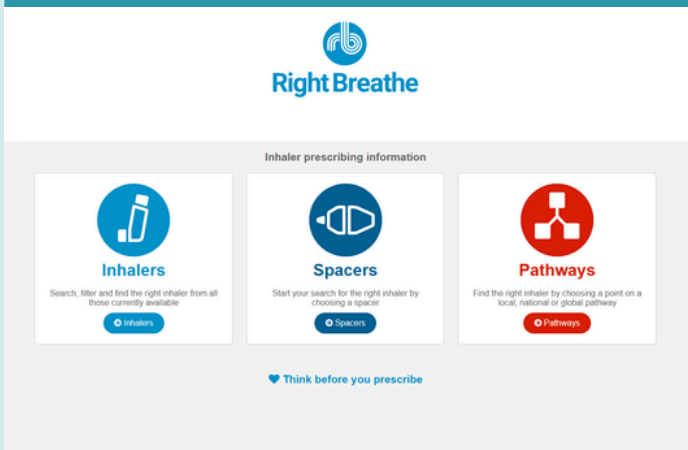 rb
Right Breathe
Inhaler prescribing information
Inhalers
Search, filter and find the right inhaler from all
those currently available
Inhalers
Spacers
Start your search for the right inhaler by
choosing a spacer
Spacers
Pathways
Find the right inhaler by choosing a point on a
local, national or global pathway
Pathways
Think before you prescribe